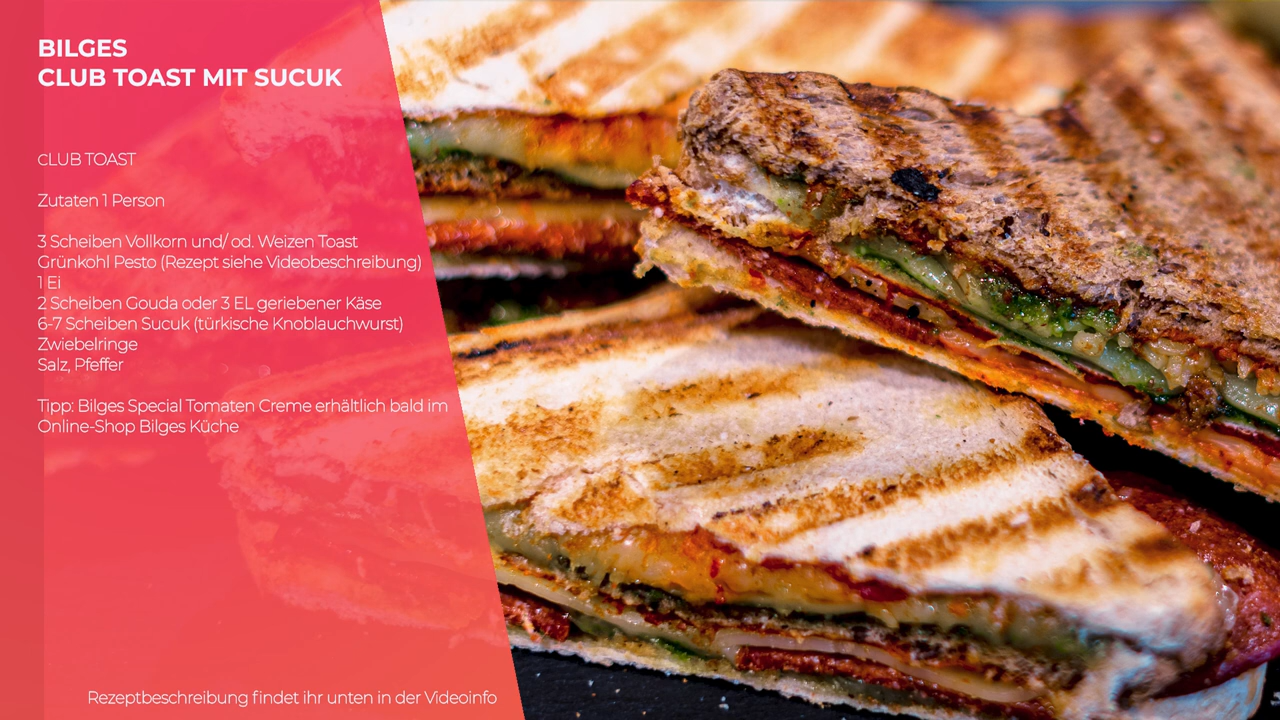 BILGES
CLUB TOAST MIT SUCUK
CLUB TOAST
Zutaten 1 Person
3 Scheiben Vollkorn und/ od. Weizen Toast
Grünkohl Pesto (Rezept siehe Videobeschreibung)
1 Ei
2 Scheiben Gouda oder 3 EL geriebener Käse
6-7 Scheiben Sucuk (türkische Knoblauchwurst)
Zwiebelringe
Salz, Pfeffer
Tipp: Bilges Special Tomaten Creme erhältlich bald im
Online-Shop Bilges Küche
Rezeptbeschreibung findet ihr unten in der Videoinfo